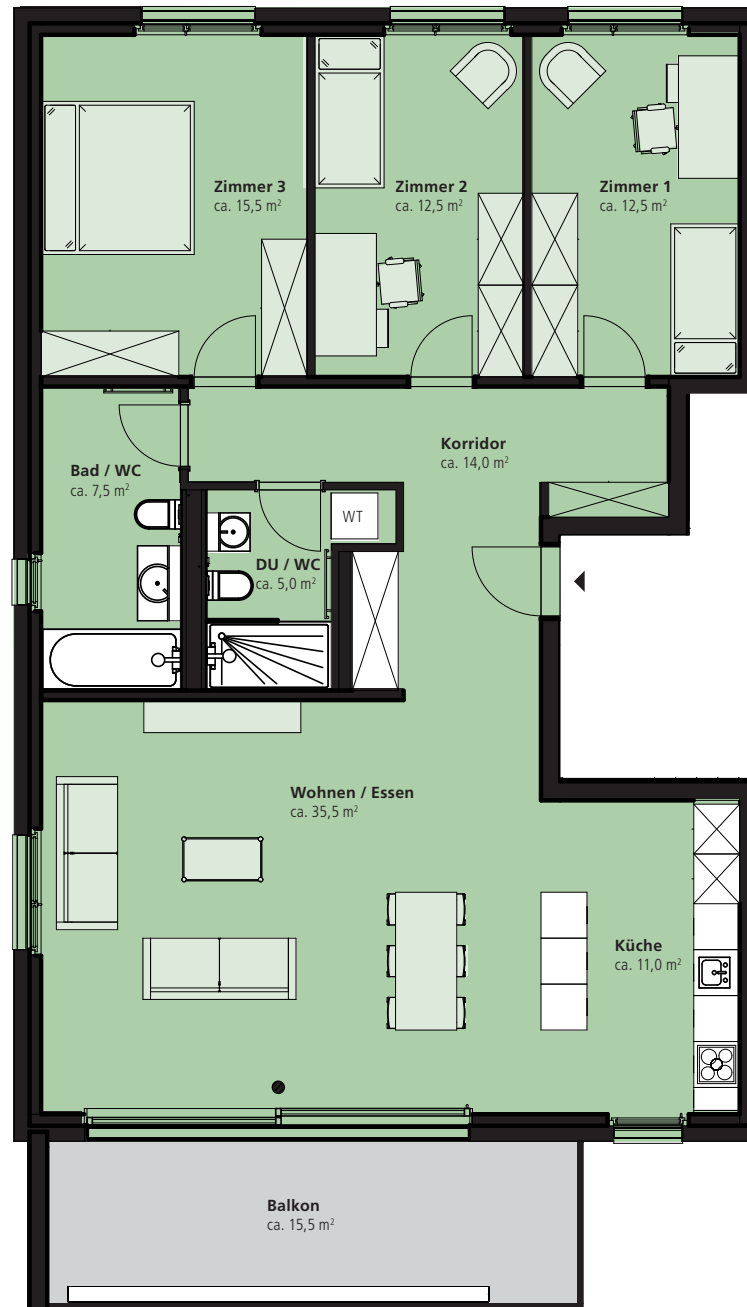 Zimmer 3
ca. 15,5 m²
Zimmer 2
ca. 12,5 m²
Zimmer 1
ca. 12,5 m²
Korridor
ca. 14,0 m²
Bad / WC
ca. 7,5 m²
WT
DU / WC
ca. 5,0 m²
Wohnen / Essen
ca. 35,5 m²
Küche
ca. 11,0 m²
Balkon
ca. 15,5 m²